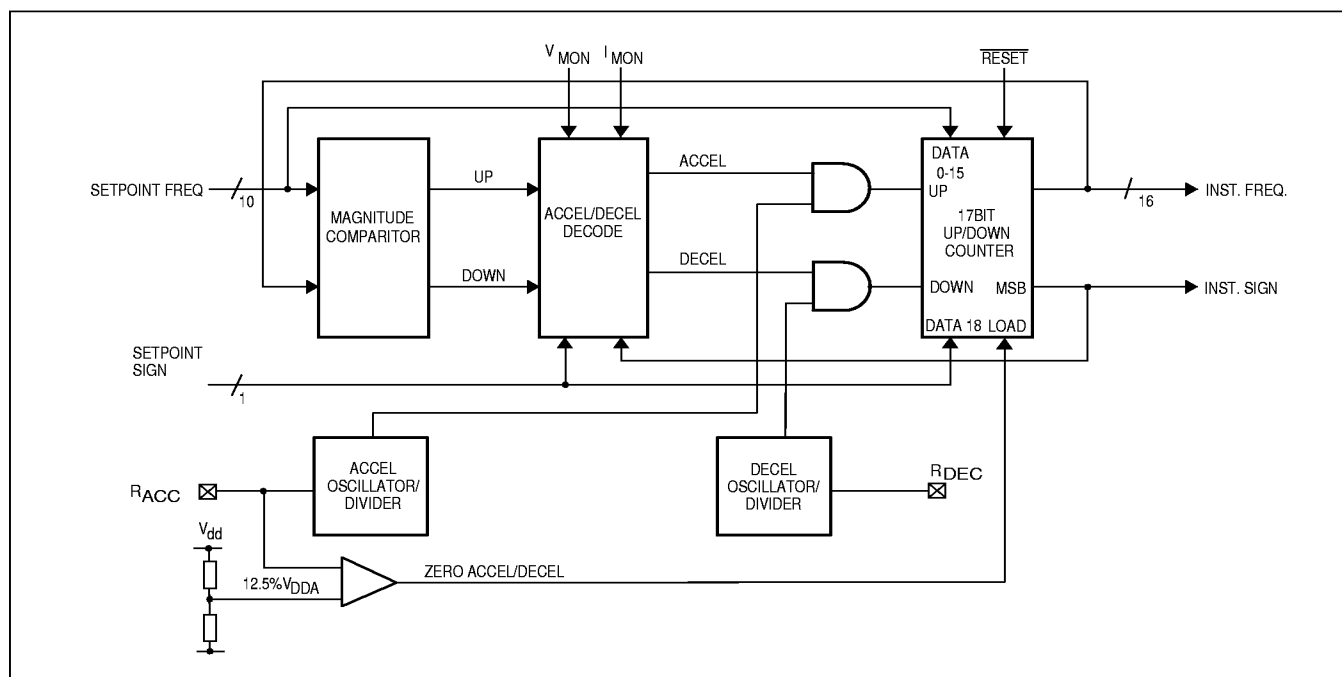 V MON I MON RESET
SETPOINT FREQ
10
MAGNITUDE
COMPARITOR
UP
DOWN
ACCEL/DECEL
DECODE
ACCEL
DECEL
DATA
0-15
UP
17BIT
UP/DOWN
COUNTER
DOWN MSB
DATA 18 LOAD
16
INST. FREQ.
INST. SIGN
SETPOINT
SIGN
1
RACC
ACCEL
OSCILLATOR/
DIVIDER
DECEL
OSCILLATOR/
DIVIDER
RDEC
Vdd
12.5%VDDA
ZERO ACCEL/DECEL